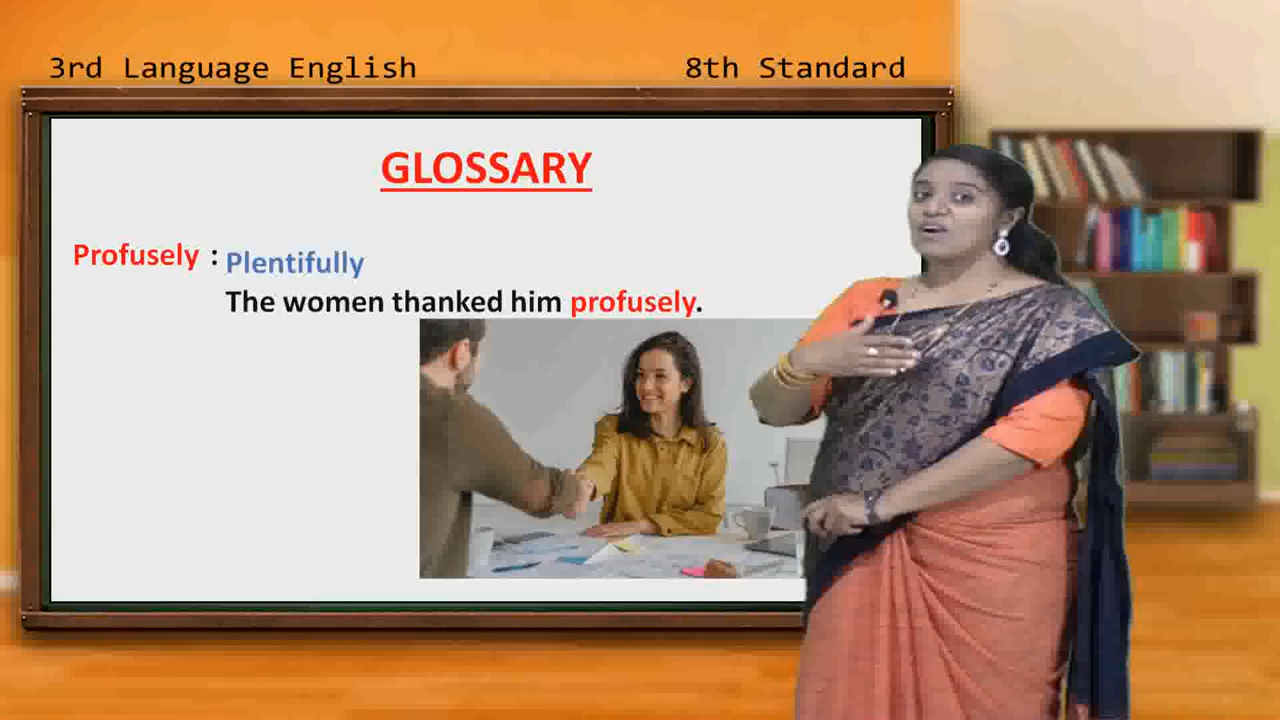 3rd Language English 8th Standard
GLOSSARY
Profusely : Plentifully
The women thanked him profusely.